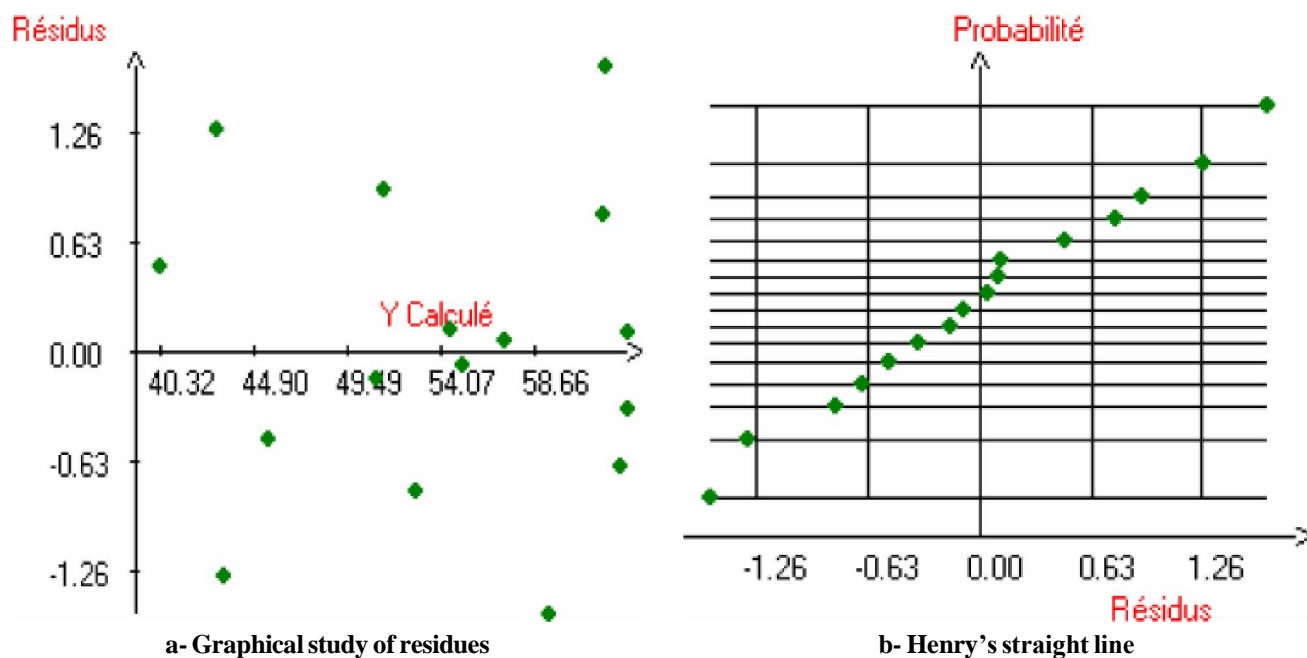 Résidus
1.26
0.63
0.00
-0.63
-1.26
Y Calculé
40.32 44.90 49.49 54.07 58.66
a- Graphical study of residues
Probabilité
-1.26 -0.63 0.00 0.63 1.26
Résidus
b- Henry's straight line